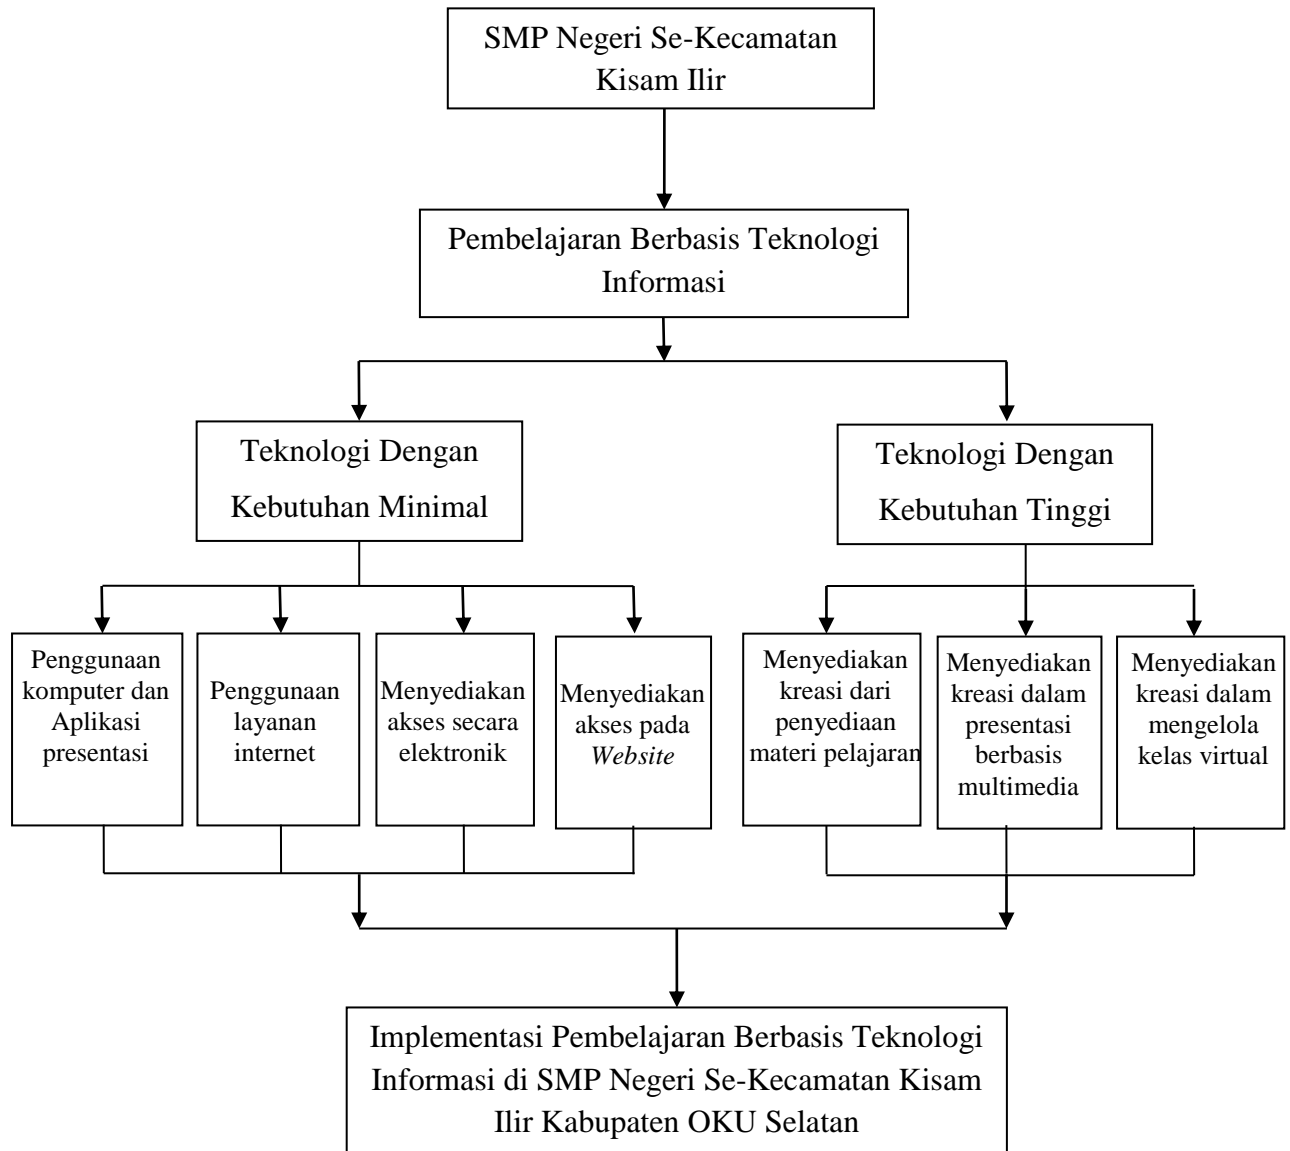 SMP Negeri Se-Kecamatan
Kisam Ilir
Pembelajaran Berbasis Teknologi
Informasi
Teknologi Dengan
Kebutuhan Minimal
Teknologi Dengan
Kebutuhan Tinggi
Penggunaan
komputer dan
Aplikasi
presentasi
Penggunaan
layanan
internet
Menyediakan
akses secara
elektronik
Menyediakan
akses pada
Website
Menyediakan
kreasi dari
penyediaan
materi pelajaran
Menyediakan
kreasi dalam
presentasi
berbasis
multimedia
Menyediakan
kreasi dalam
mengelola
kelas virtual
Implementasi Pembelajaran Berbasis Teknologi
Informasi di SMP Negeri Se-Kecamatan Kisam
Ilir Kabupaten OKU Selatan